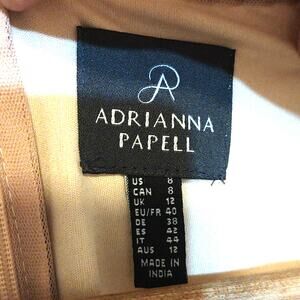 ADRIANNA
PAPELL
US 8
CAN 8
UK 12
EU/FR 40
DE 38
ES 42
IT 44
AUS 12
MADE IN
INDIA